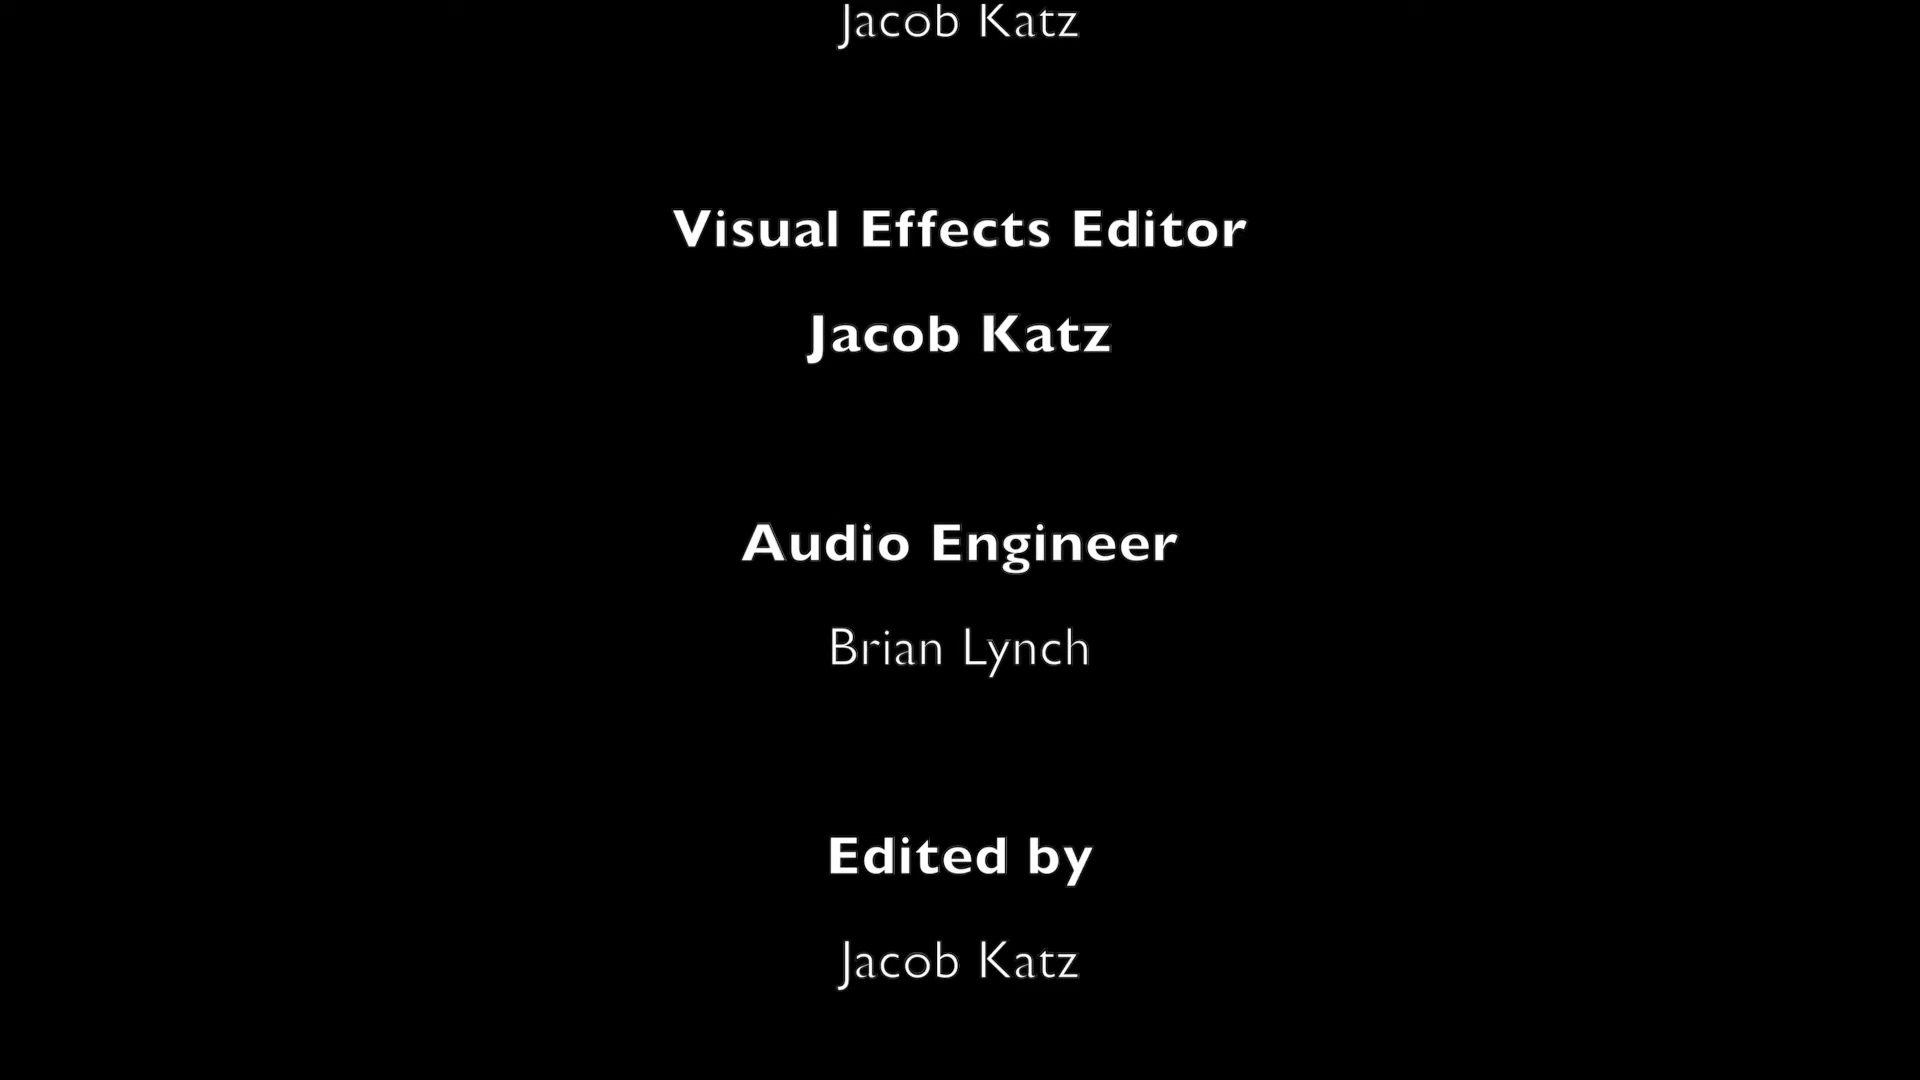 Jacob Katz
Visual Effects Editor
Jacob Katz
Audio Engineer
Brian Lynch
Edited by
Jacob Katz